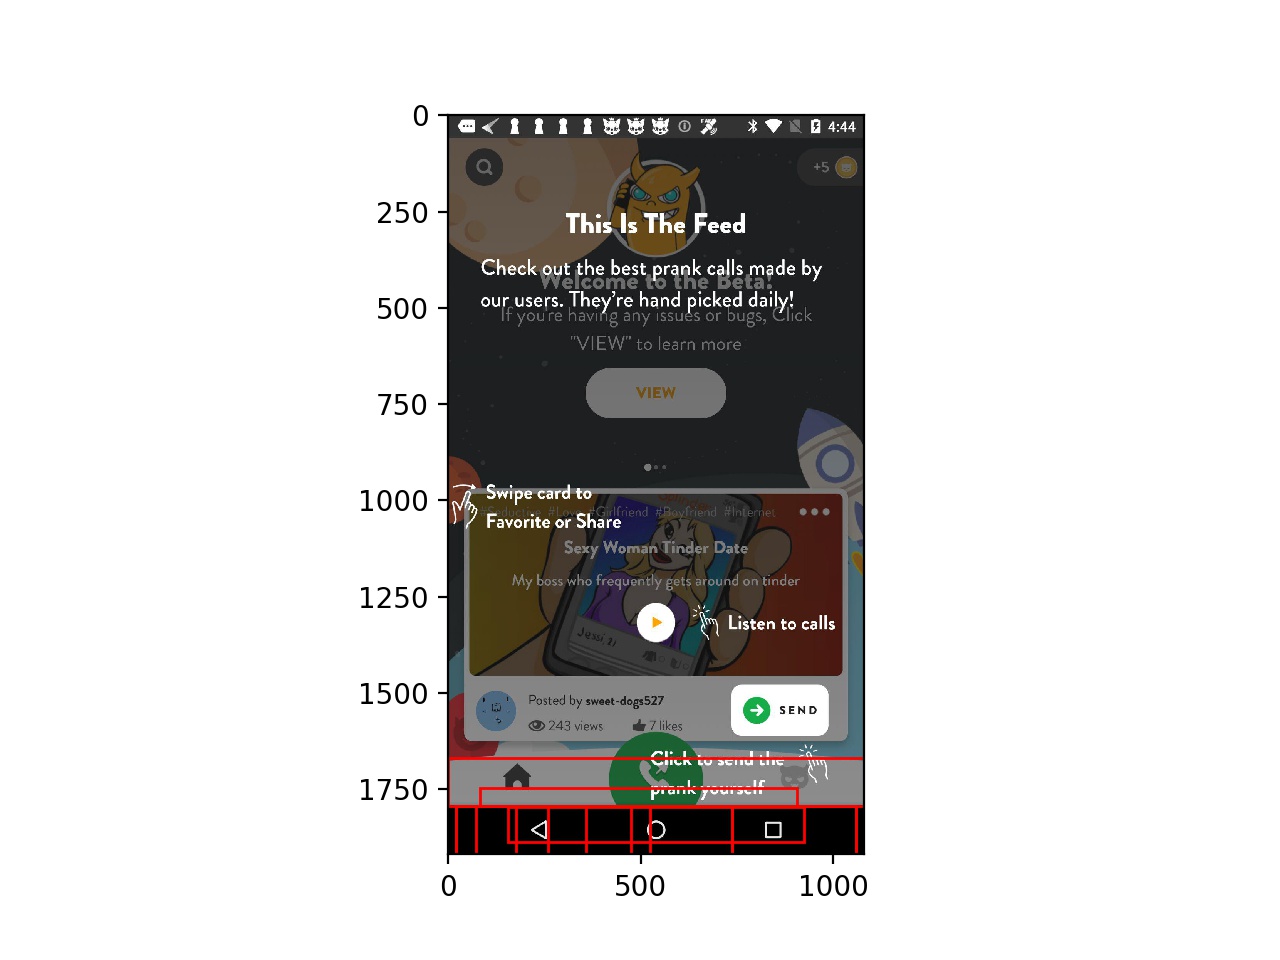 0
250
500
750
1000
1250
1500
1750
0
500
1000
4:44
+5
This Is The Feed
Check out the best prank calls made by
our users. They're hand picked daily!
Welcome to the Beta!
If you're having any issues or bugs, Click
"VIEW" to learn more
VIEW
Swipe card to
Favorite or Share
#Seductive #Love #Girlfriend #Boyfriend #Internet
Sexy Woman Tinder Date
My boss who frequently gets around on tinder
Listen to calls
Jessi 21
Posted by sweet-dogs527
243 views
7 likes
SEND
Click to send the
prank yourself